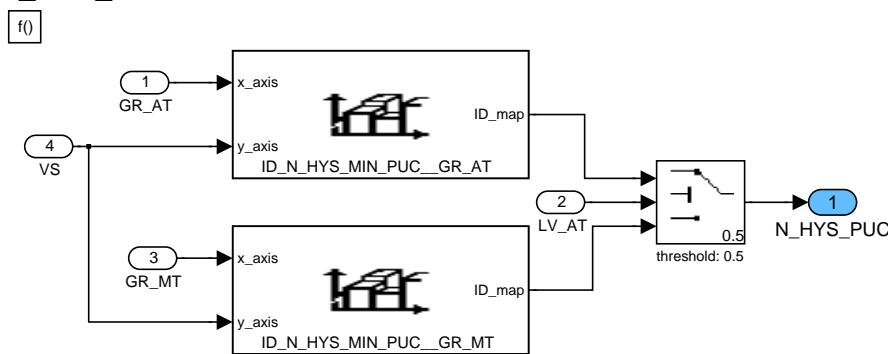 f()
1
GR_AT
x_axis
y_axis
ID_map
ID_N_HYS_MIN_PUC__GR_AT
4
VS
2
LV_AT
0.5
threshold: 0.5
1
N_HYS_PUC
3
GR_MT
x_axis
y_axis
ID_map
ID_N_HYS_MIN_PUC__GR_MT